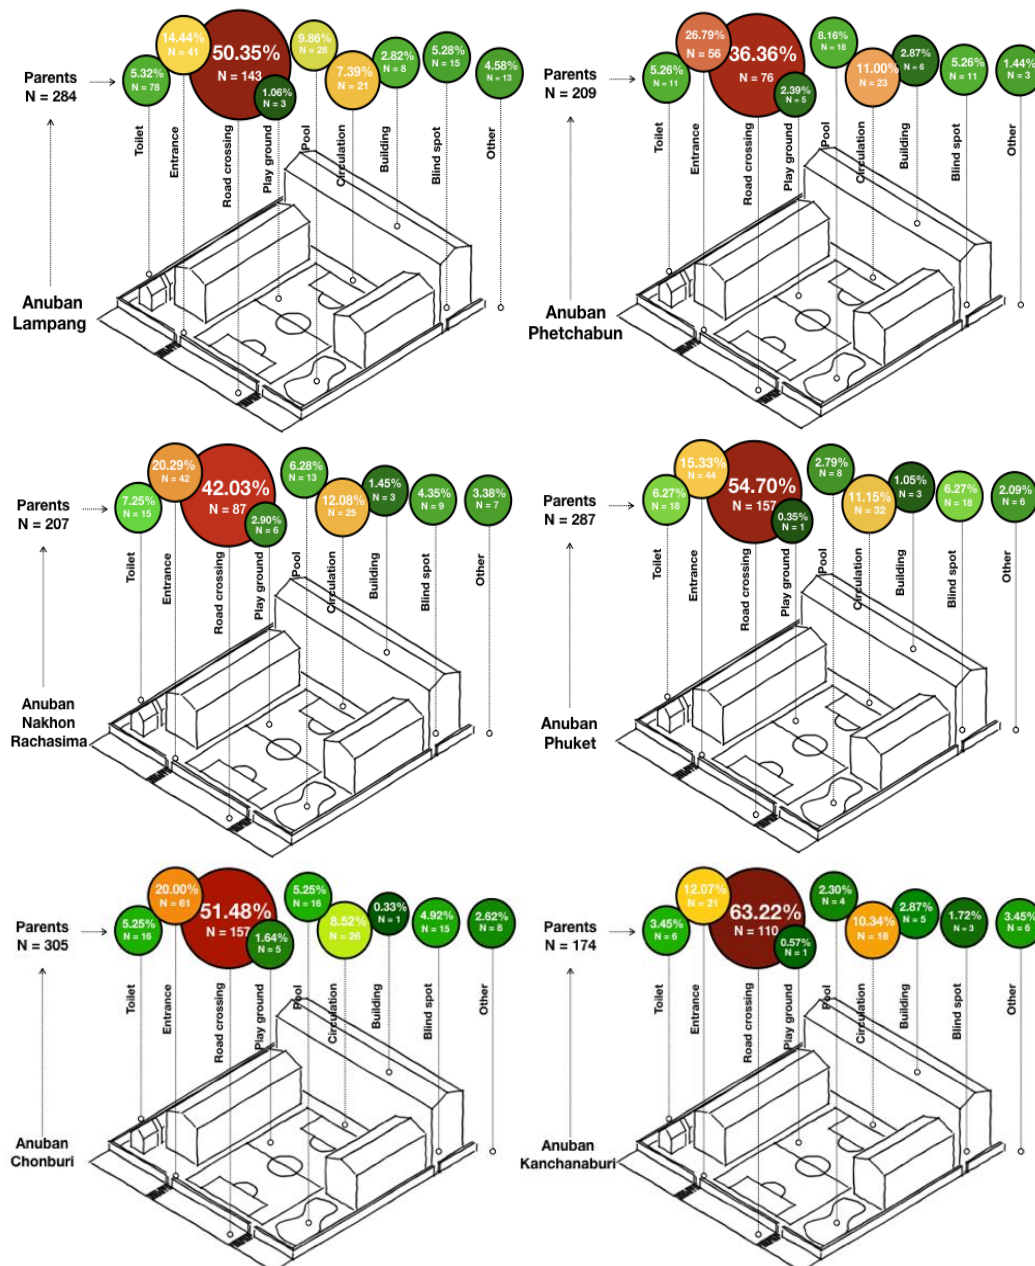 Parents
N = 284
5.32%
N = 78
14.44%
N = 41
50.35%
N = 143
1.06%
N = 3
9.86%
N = 28
7.39%
N = 21
2.82%
N = 8
5.28%
N = 15
4.58%
N = 13
Toilet
Entrance
Road crossing
Play ground
Pool
Circulation
Building
Blind spot
Other
Anuban
Lampang
Parents
N = 209
5.26%
N = 11
26.79%
N = 56
36.36%
N = 76
2.39%
N = 5
8.16%
N = 18
11.00%
N = 23
2.87%
N = 6
5.26%
N = 11
1.44%
N = 3
Toilet
Entrance
Road crossing
Play ground
Pool
Circulation
Building
Blind spot
Other
Anuban
Phetchabun
Parents
N = 207
7.25%
N = 15
20.29%
N = 42
42.03%
N = 87
2.90%
N = 6
6.28%
N = 13
12.08%
N = 25
1.45%
N = 3
4.35%
N = 9
3.38%
N = 7
Toilet
Entrance
Road crossing
Play ground
Pool
Circulation
Building
Blind spot
Other
Anuban
Nakhon
Rachasima
Parents
N = 287
6.27%
N = 18
15.33%
N = 44
54.70%
N = 157
0.35%
N = 1
2.79%
N = 8
11.15%
N = 32
1.05%
N = 3
6.27%
N = 18
2.09%
N = 6
Toilet
Entrance
Road crossing
Play ground
Pool
Circulation
Building
Blind spot
Other
Anuban
Phuket
Parents
N = 305
5.25%
N = 16
20.00%
N = 61
51.48%
N = 157
1.64%
N = 5
5.25%
N = 16
8.52%
N = 26
0.33%
N = 1
4.92%
N = 15
2.62%
N = 8
Toilet
Entrance
Road crossing
Play ground
Pool
Circulation
Building
Blind spot
Other
Anuban
Chonburi
Parents
N = 174
3.45%
N = 6
12.07%
N = 21
63.22%
N = 110
0.57%
N = 1
2.30%
N = 4
10.34%
N = 18
2.87%
N = 5
1.72%
N = 3
3.45%
N = 6
Toilet
Entrance
Road crossing
Play ground
Pool
Circulation
Building
Blind spot
Other
Anuban
Kanchanaburi